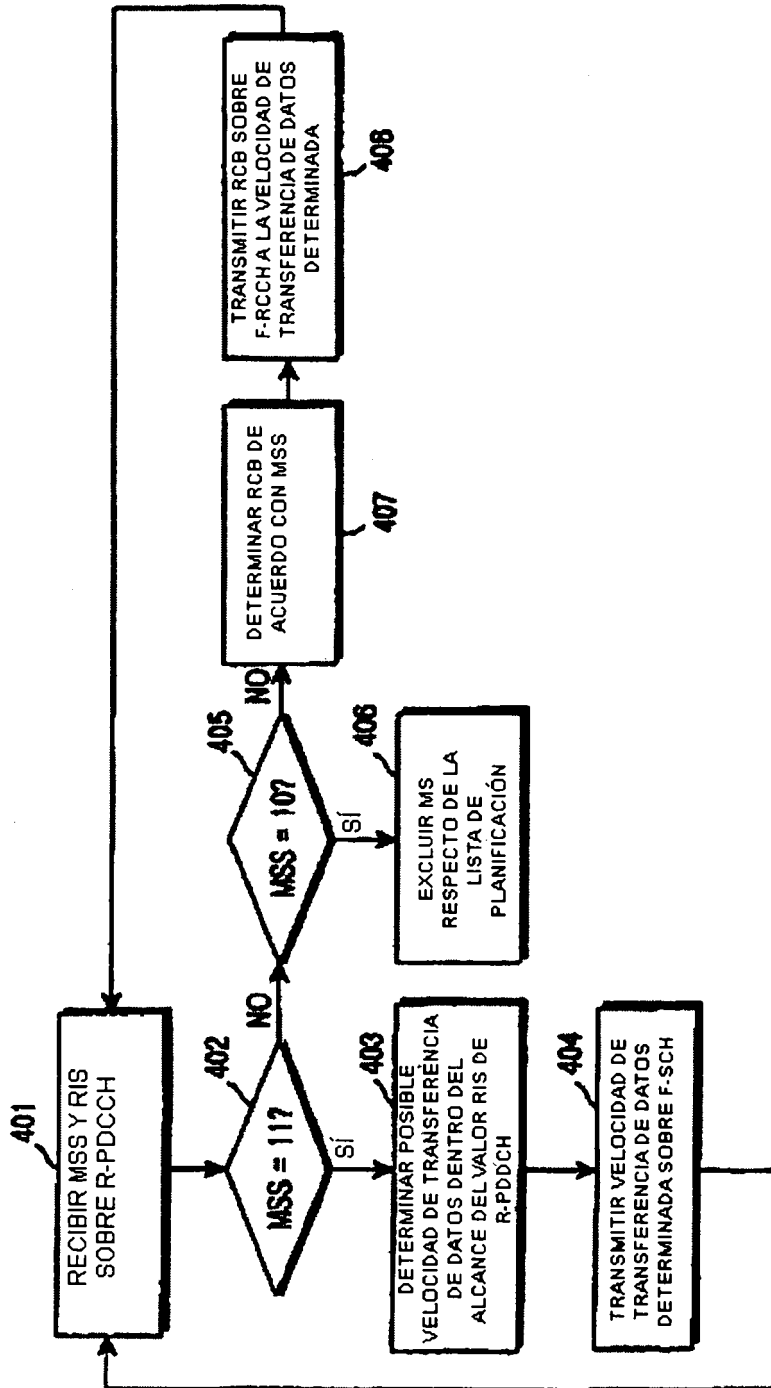 401
RECIBIR MSS Y RIS
SOBRE R-PDCCH
402
MSS = 11?
NO
SÍ
403
DETERMINAR POSIBLE
VELOCIDAD DE TRANSFERENCIA
DE DATOS DENTRO DEL
ALCANCE DEL VALOR RIS DE
R-PDDCH
404
TRANSMITIR VELOCIDAD DE
TRANSFERENCIA DE DATOS
DETERMINADA SOBRE F-SCH
405
MSS = 10?
NO
SÍ
406
EXCLUIR MS
RESPECTO DE LA
LISTA DE
PLANIFICACIÓN
DETERMINAR RCB DE
ACUERDO CON MSS
407
TRANSMITIR RCB SOBRE
F-RCCH A LA VELOCIDAD DE
TRANSFERENCIA DE DATOS
DETERMINADA
408